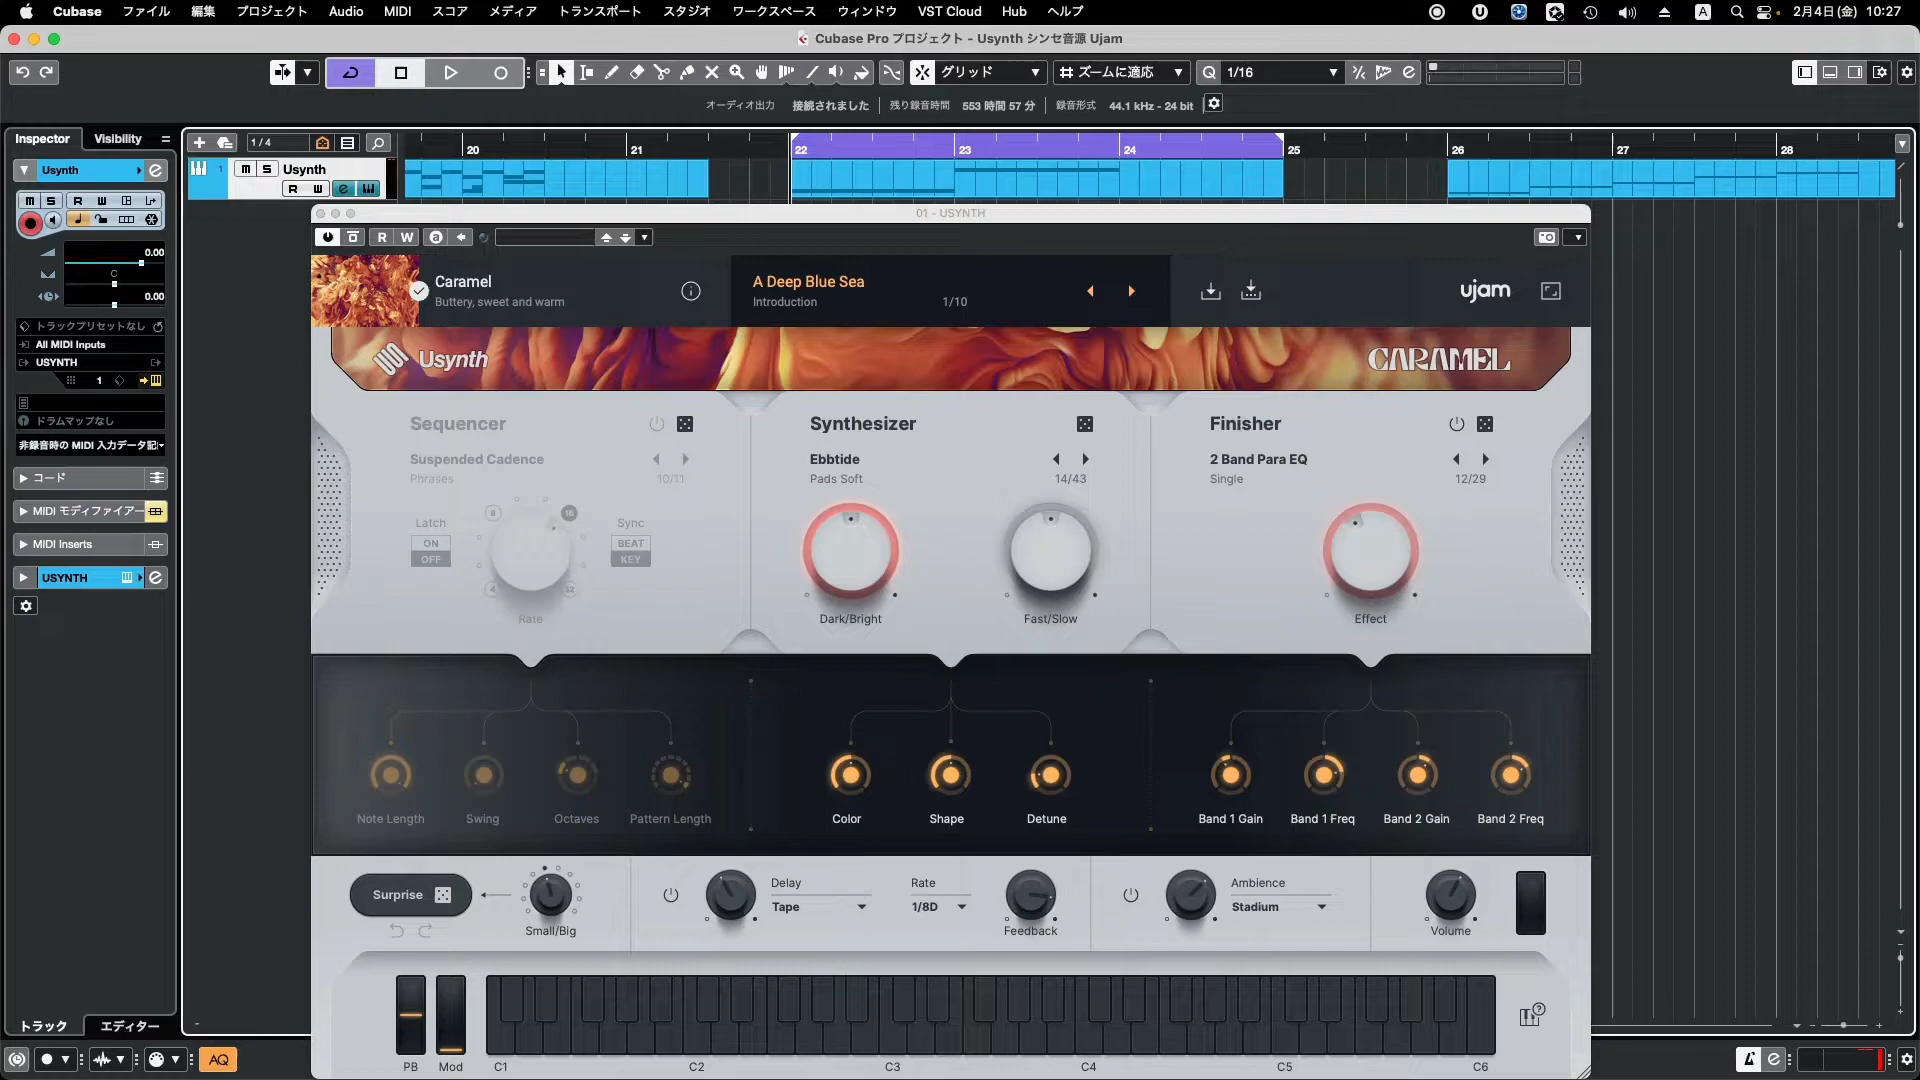 Cubase ファイル 編集 プロジェクト Audio MIDI スコア メディア トランスポート スタジオ ワークスペース ウィンドウ VST Cloud Hub ヘルプ A 2月4日(金) 10:27
Cubase Pro プロジェクト - Usynth シンセ音源 Ujam
グリッド ズームに適応 Q 1/16
オーディオ出力 接続されました 残り録音時間 553 時間 57 分 録音形式 44.1 kHz - 24 bit
Inspector Visibility
1/4
20 21 22 23 24 25 26 27 28
Usynth
1 M S Usynth
R W e
M S R W
0.00
C
0.00
トラックプリセットなし
All MIDI Inputs
USYNTH
1
ドラムマップなし
非録音時の MIDI 入力データ記
コード
MIDI モディファイアー
MIDI Inserts
USYNTH
01 - USYNTH
R W a
Caramel
Buttery, sweet and warm
A Deep Blue Sea
Introduction 1/10
ujam
Usynth
CARAMEL
Sequencer
Suspended Cadence
Phrases 10/11
Latch
ON
OFF
8 16
4 32
Sync
BEAT
KEY
Rate
Synthesizer
Ebbtide
Pads Soft 14/43
Dark/Bright Fast/Slow
Finisher
2 Band Para EQ
Single 12/29
Effect
Note Length Swing Octaves Pattern Length
Color Shape Detune
Band 1 Gain Band 1 Freq Band 2 Gain Band 2 Freq
Surprise
Small/Big
Delay
Tape
Rate
1/8D
Feedback
Ambience
Stadium
Volume
PB Mod C1 C2 C3 C4 C5 C6
トラック エディター
AQ